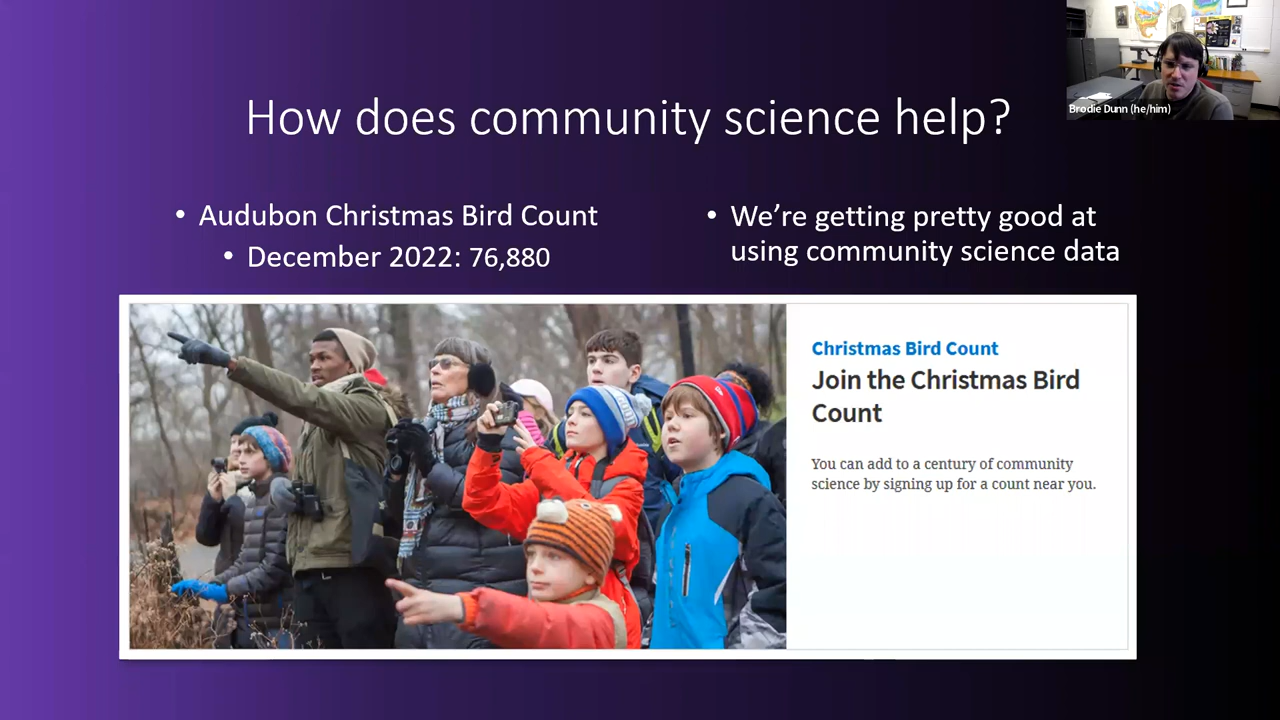 Brodie Dunn (he/him)
How does community science help?
• Audubon Christmas Bird Count
• December 2022: 76,880
• We’re getting pretty good at
using community science data
Christmas Bird Count
Join the Christmas Bird
Count
You can add to a century of community
science by signing up for a count near you.